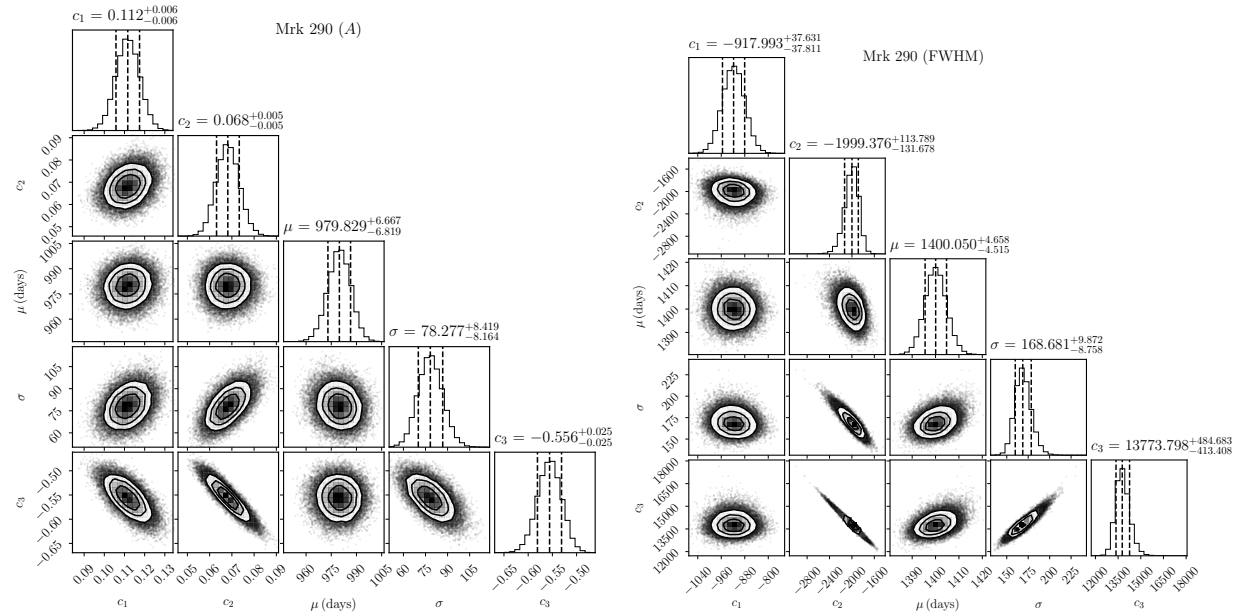 c₁ = 0.112 +0.006 −0.006
Mrk 290 (A)
c₂ = 0.068 +0.005 −0.005
μ = 979.829 +6.667 −6.819
σ = 78.277 +8.419 −8.164
c₃ = −0.556 +0.025 −0.025
c₂
0.09
0.08
0.07
0.06
0.05
μ (days)
1005
990
975
960
σ
105
90
75
60
c₃
−0.50
−0.55
−0.60
−0.65
0.09 0.10 0.11 0.12 0.13
0.05 0.06 0.07 0.08 0.09
960 975 990 1005
60 75 90 105
−0.65 −0.60 −0.55 −0.50
c₁ c₂ μ (days) σ c₃
c₁ = −917.993 +37.631 −37.811
Mrk 290 (FWHM)
c₂ = −1999.376 +113.789 −131.678
μ = 1400.050 +4.658 −4.515
σ = 168.681 +9.872 −8.758
c₃ = 13773.798 +484.683 −413.408
c₂
−1600
−2000
−2400
−2800
μ (days)
1420
1410
1400
1390
σ
225
200
175
150
c₃
18000
16500
15000
13500
12000
−1040 −960 −880 −800
−2800 −2400 −2000 −1600
1390 1400 1410 1420
150 175 200 225
12000 13500 15000 16500 18000
c₁ c₂ μ (days) σ c₃